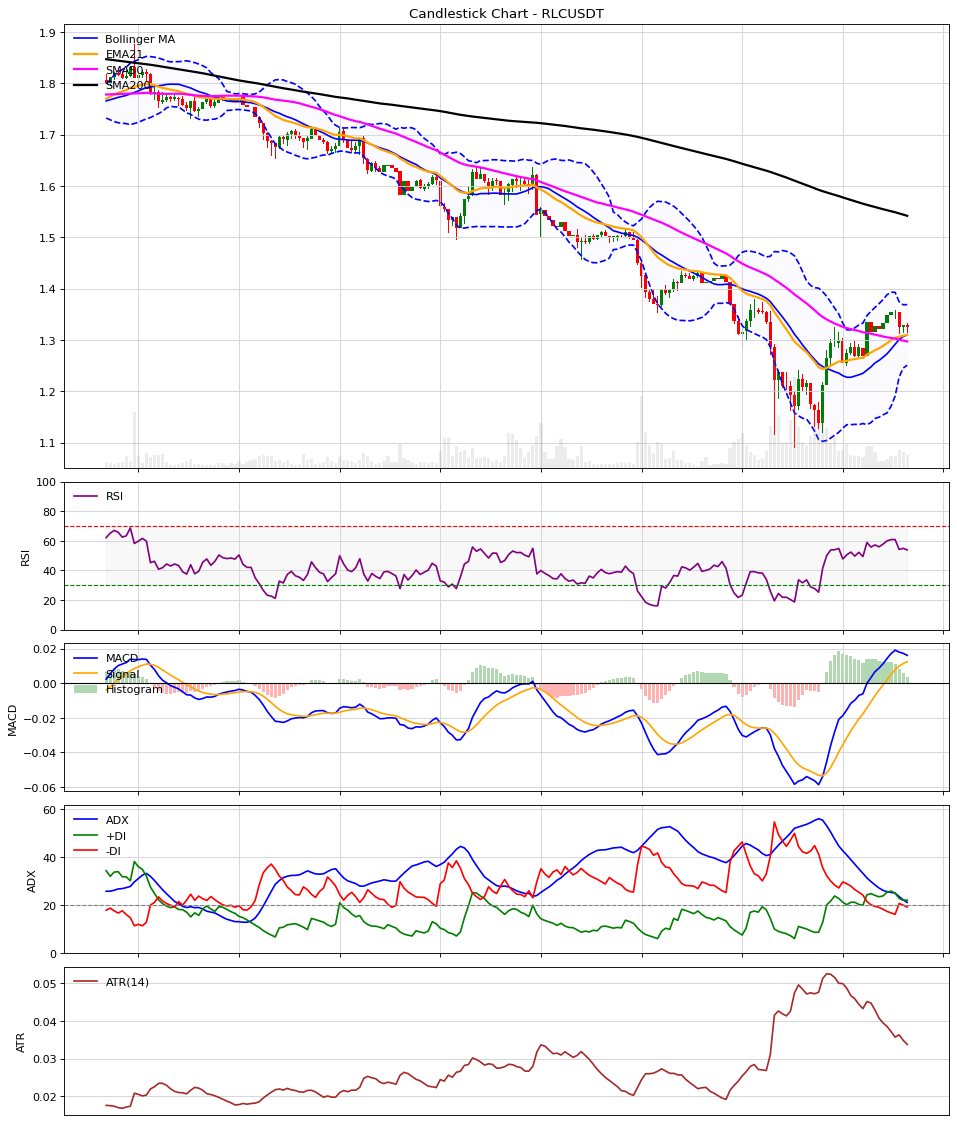 Candlestick Chart - RLCUSDT
1.9
1.8
1.7
1.6
1.5
1.4
1.3
1.2
1.1
Bollinger MA
EMA21
SMA50
SMA200
100
80
60
40
20
0
RSI
RSI
0.02
0.00
−0.02
−0.04
−0.06
MACD
MACD
Signal
Histogram
60
40
20
0
ADX
ADX
+DI
-DI
0.05
0.04
0.03
0.02
ATR
ATR(14)